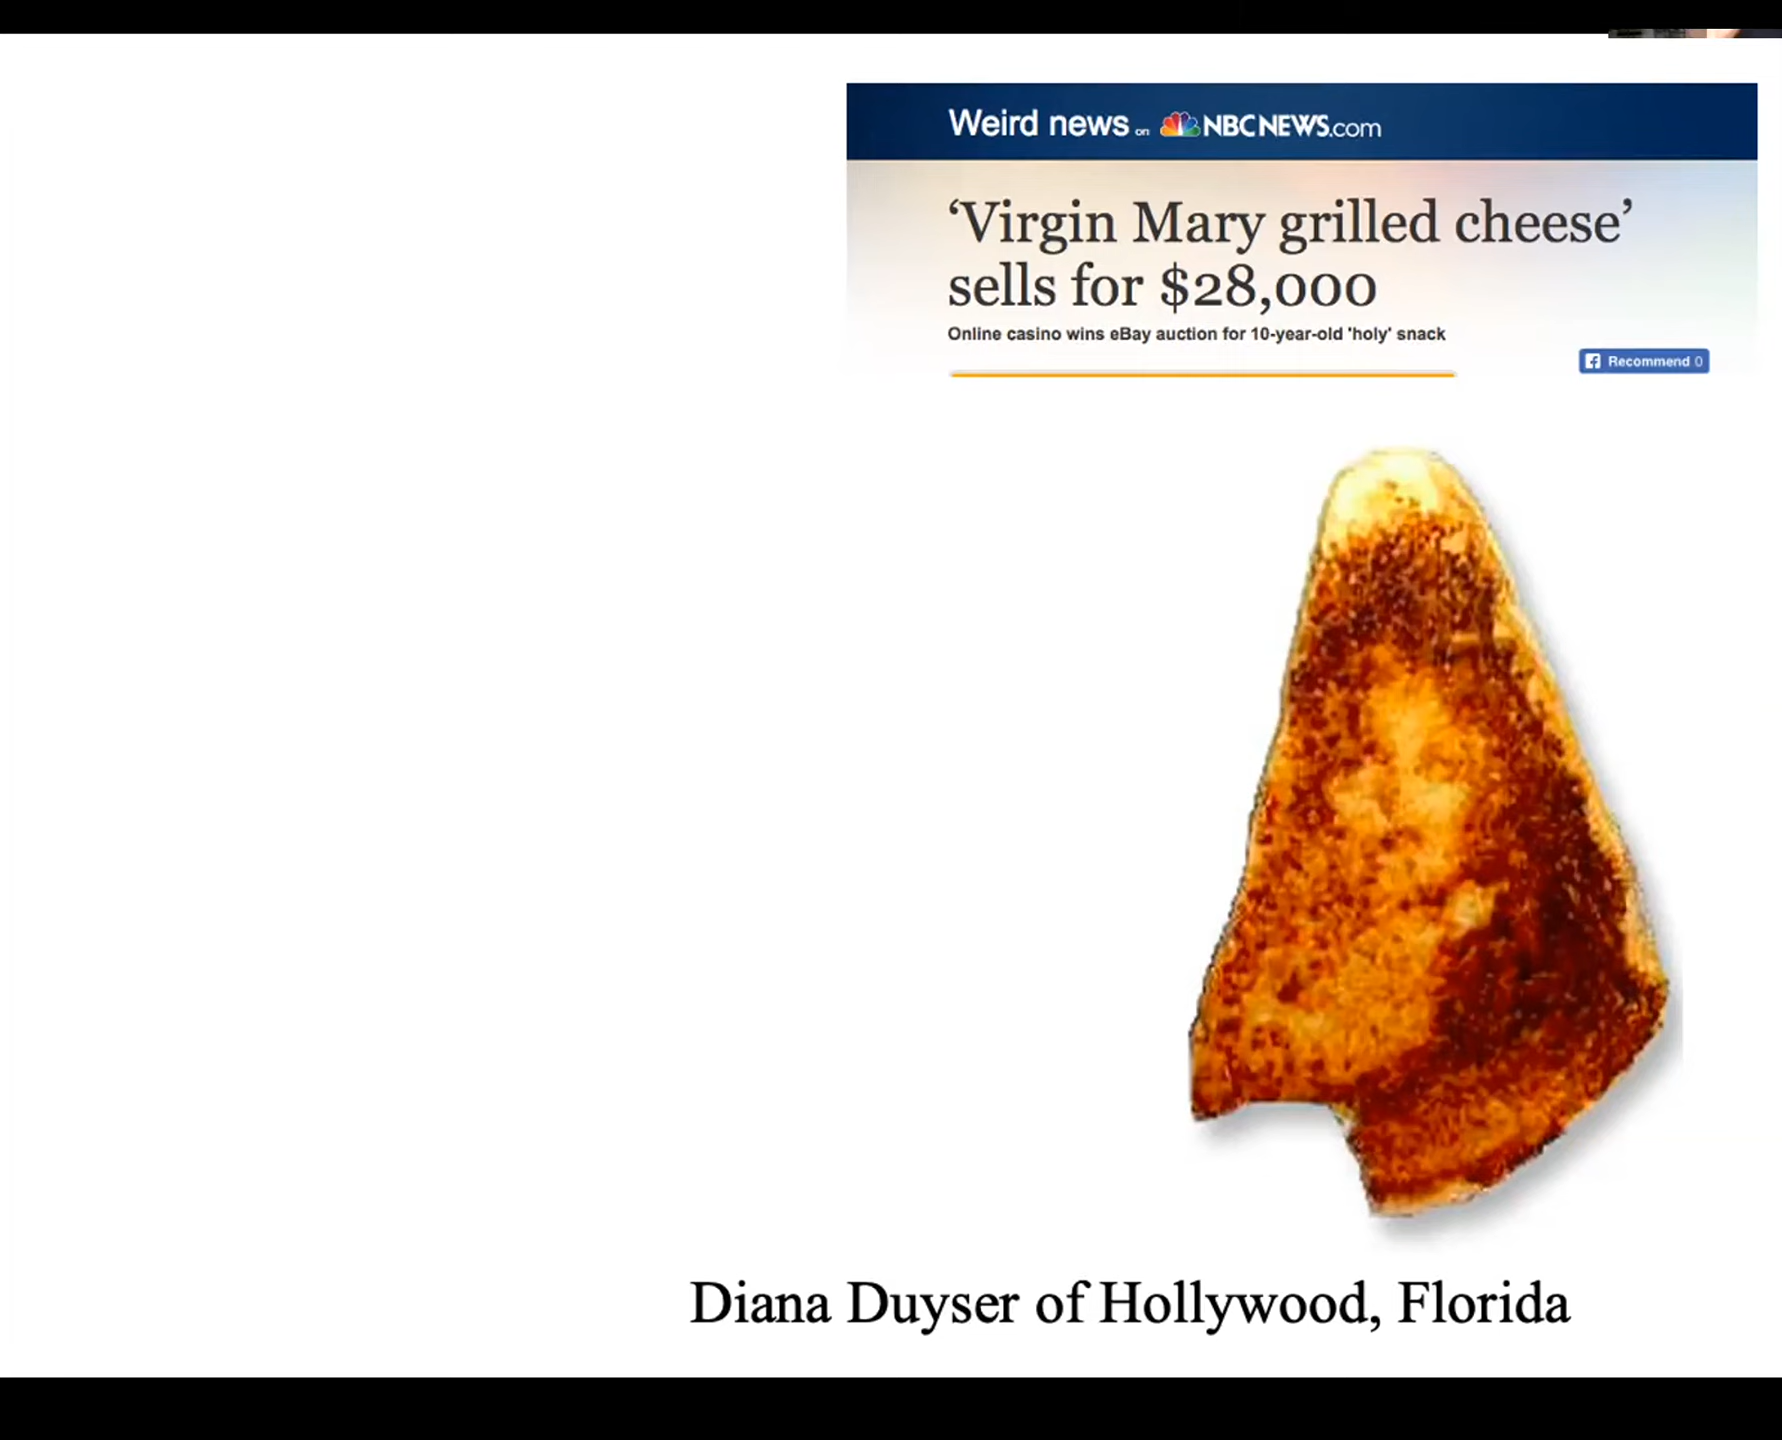 Weird news on NBCNEWS.com
‘Virgin Mary grilled cheese’
sells for $28,000
Online casino wins eBay auction for 10-year-old 'holy' snack
Recommend 0
Diana Duyser of Hollywood, Florida